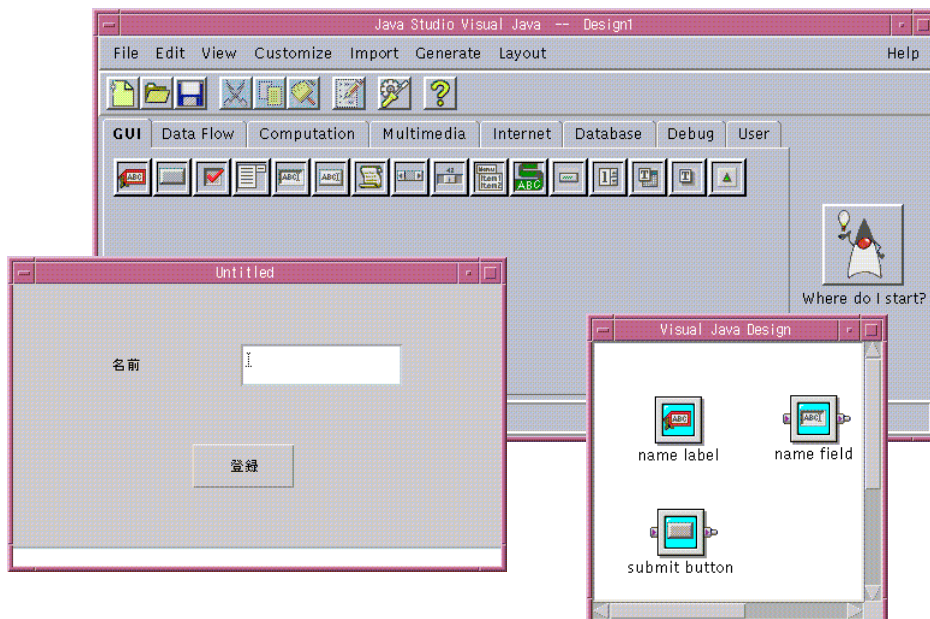 Java Studio Visual Java -- Design1
File Edit View Customize Import Generate Layout Help
GUI Data Flow Computation Multimedia Internet Database Debug User
Where do I start?
Untitled
名前
登録
Visual Java Design
name label name field
submit button